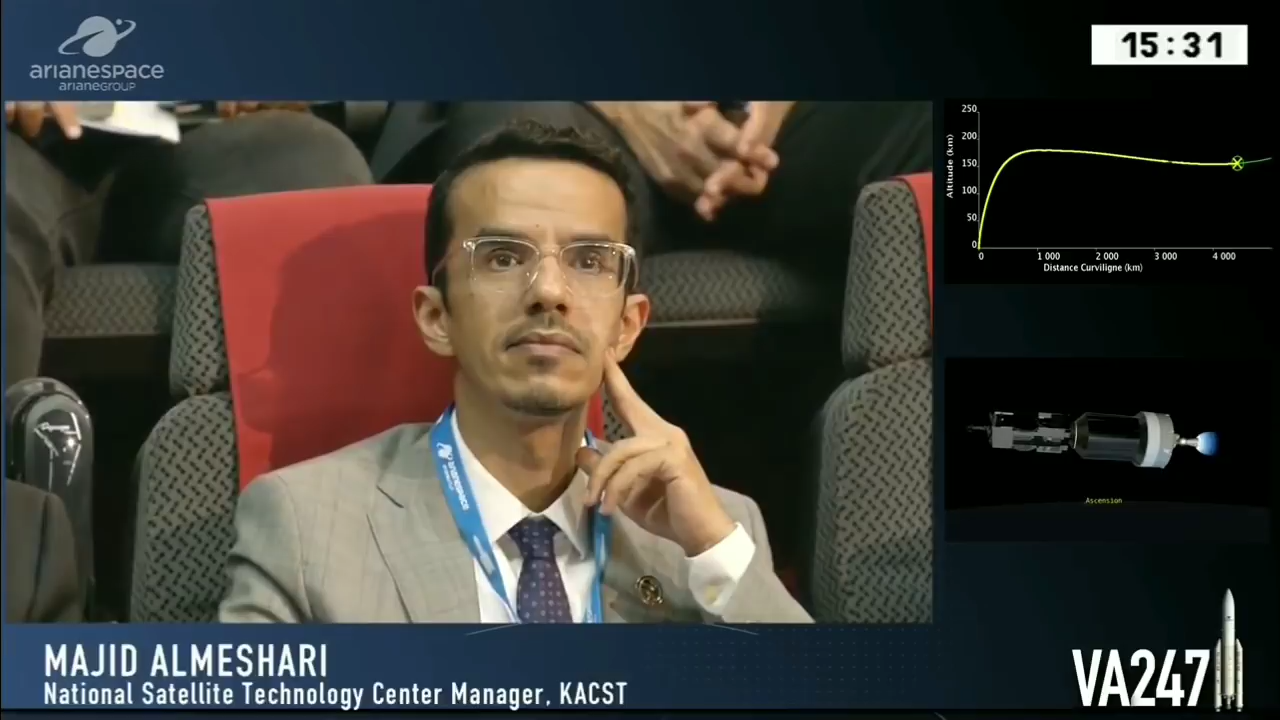 arianespace
arianeGROUP
15:31
250
200
150
100
50
0
Altitude (km)
0 1 000 2 000 3 000 4 000
Distance Curviligne (km)
arianespace
Ascension
MAJID ALMESHARI
National Satellite Technology Center Manager, KACST
VA247